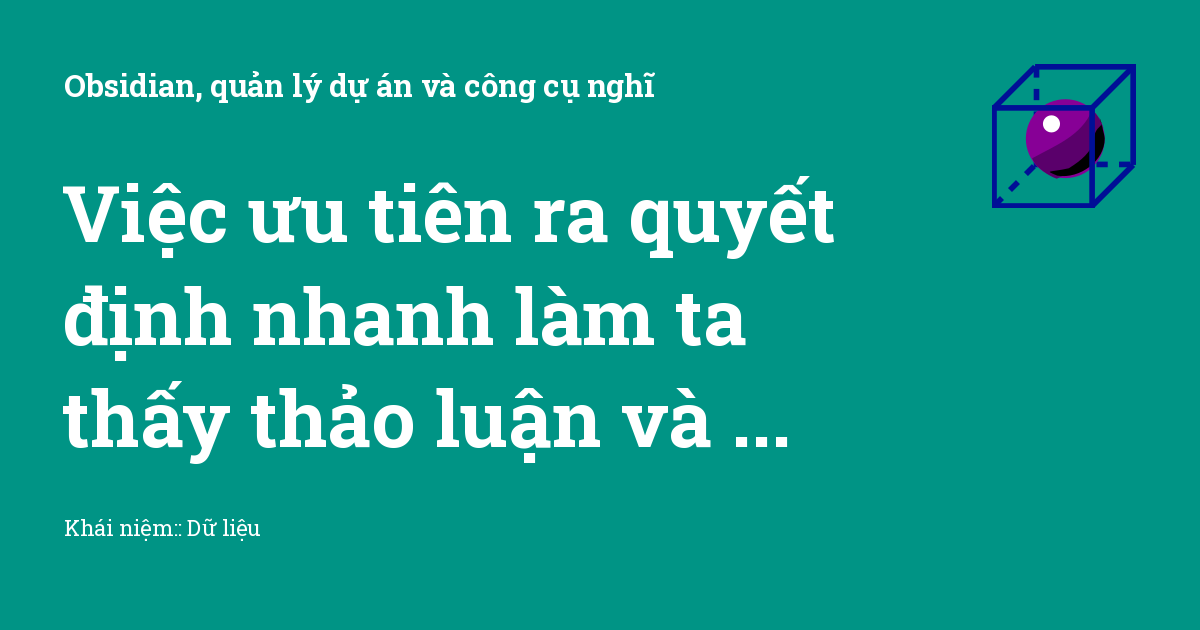 Obsidian, quản lý dự án và công cụ nghĩ
Việc ưu tiên ra quyết
định nhanh làm ta
thấy thảo luận và ...
Khái niệm:: Dữ liệu